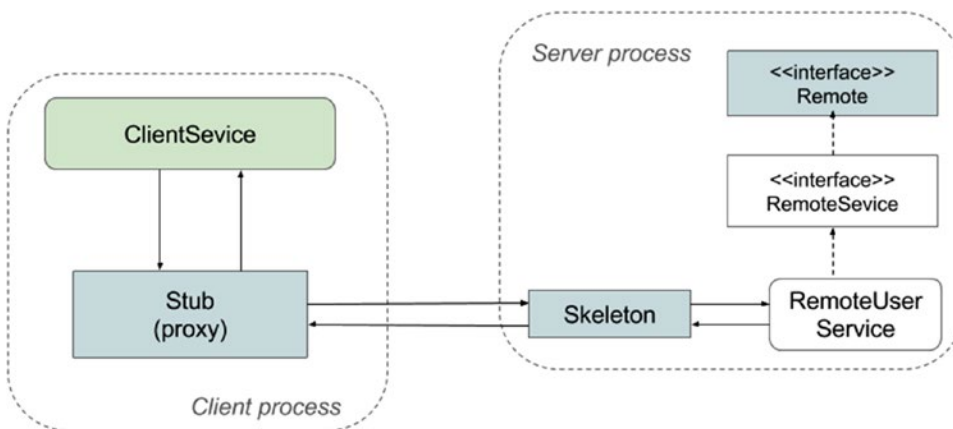 Server process
<<interface>>
Remote
ClientSevice
<<interface>>
RemoteSevice
Stub
(proxy)
Skeleton
RemoteUser
Service
Client process